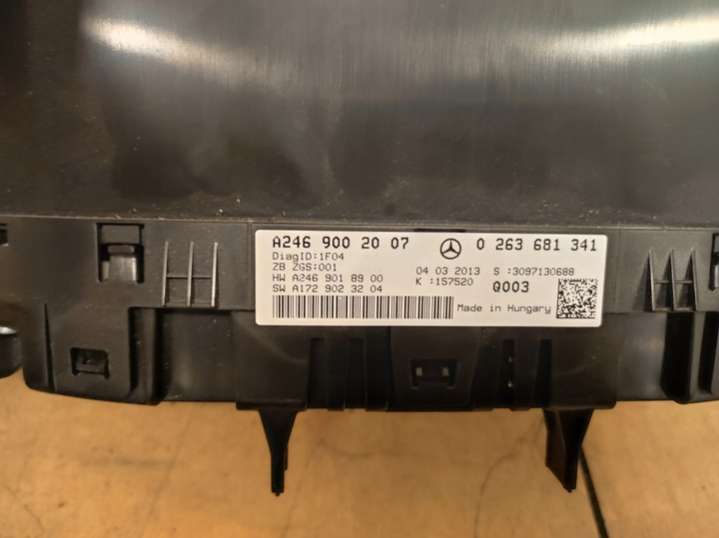 A246 900 20 07 0 263 681 341
DiagID:1F04
ZB ZGS:001 04 03 2013 S :3097130688
HW A246 901 89 00 K :157520 Q003
SW A172 902 32 04
Made in Hungary